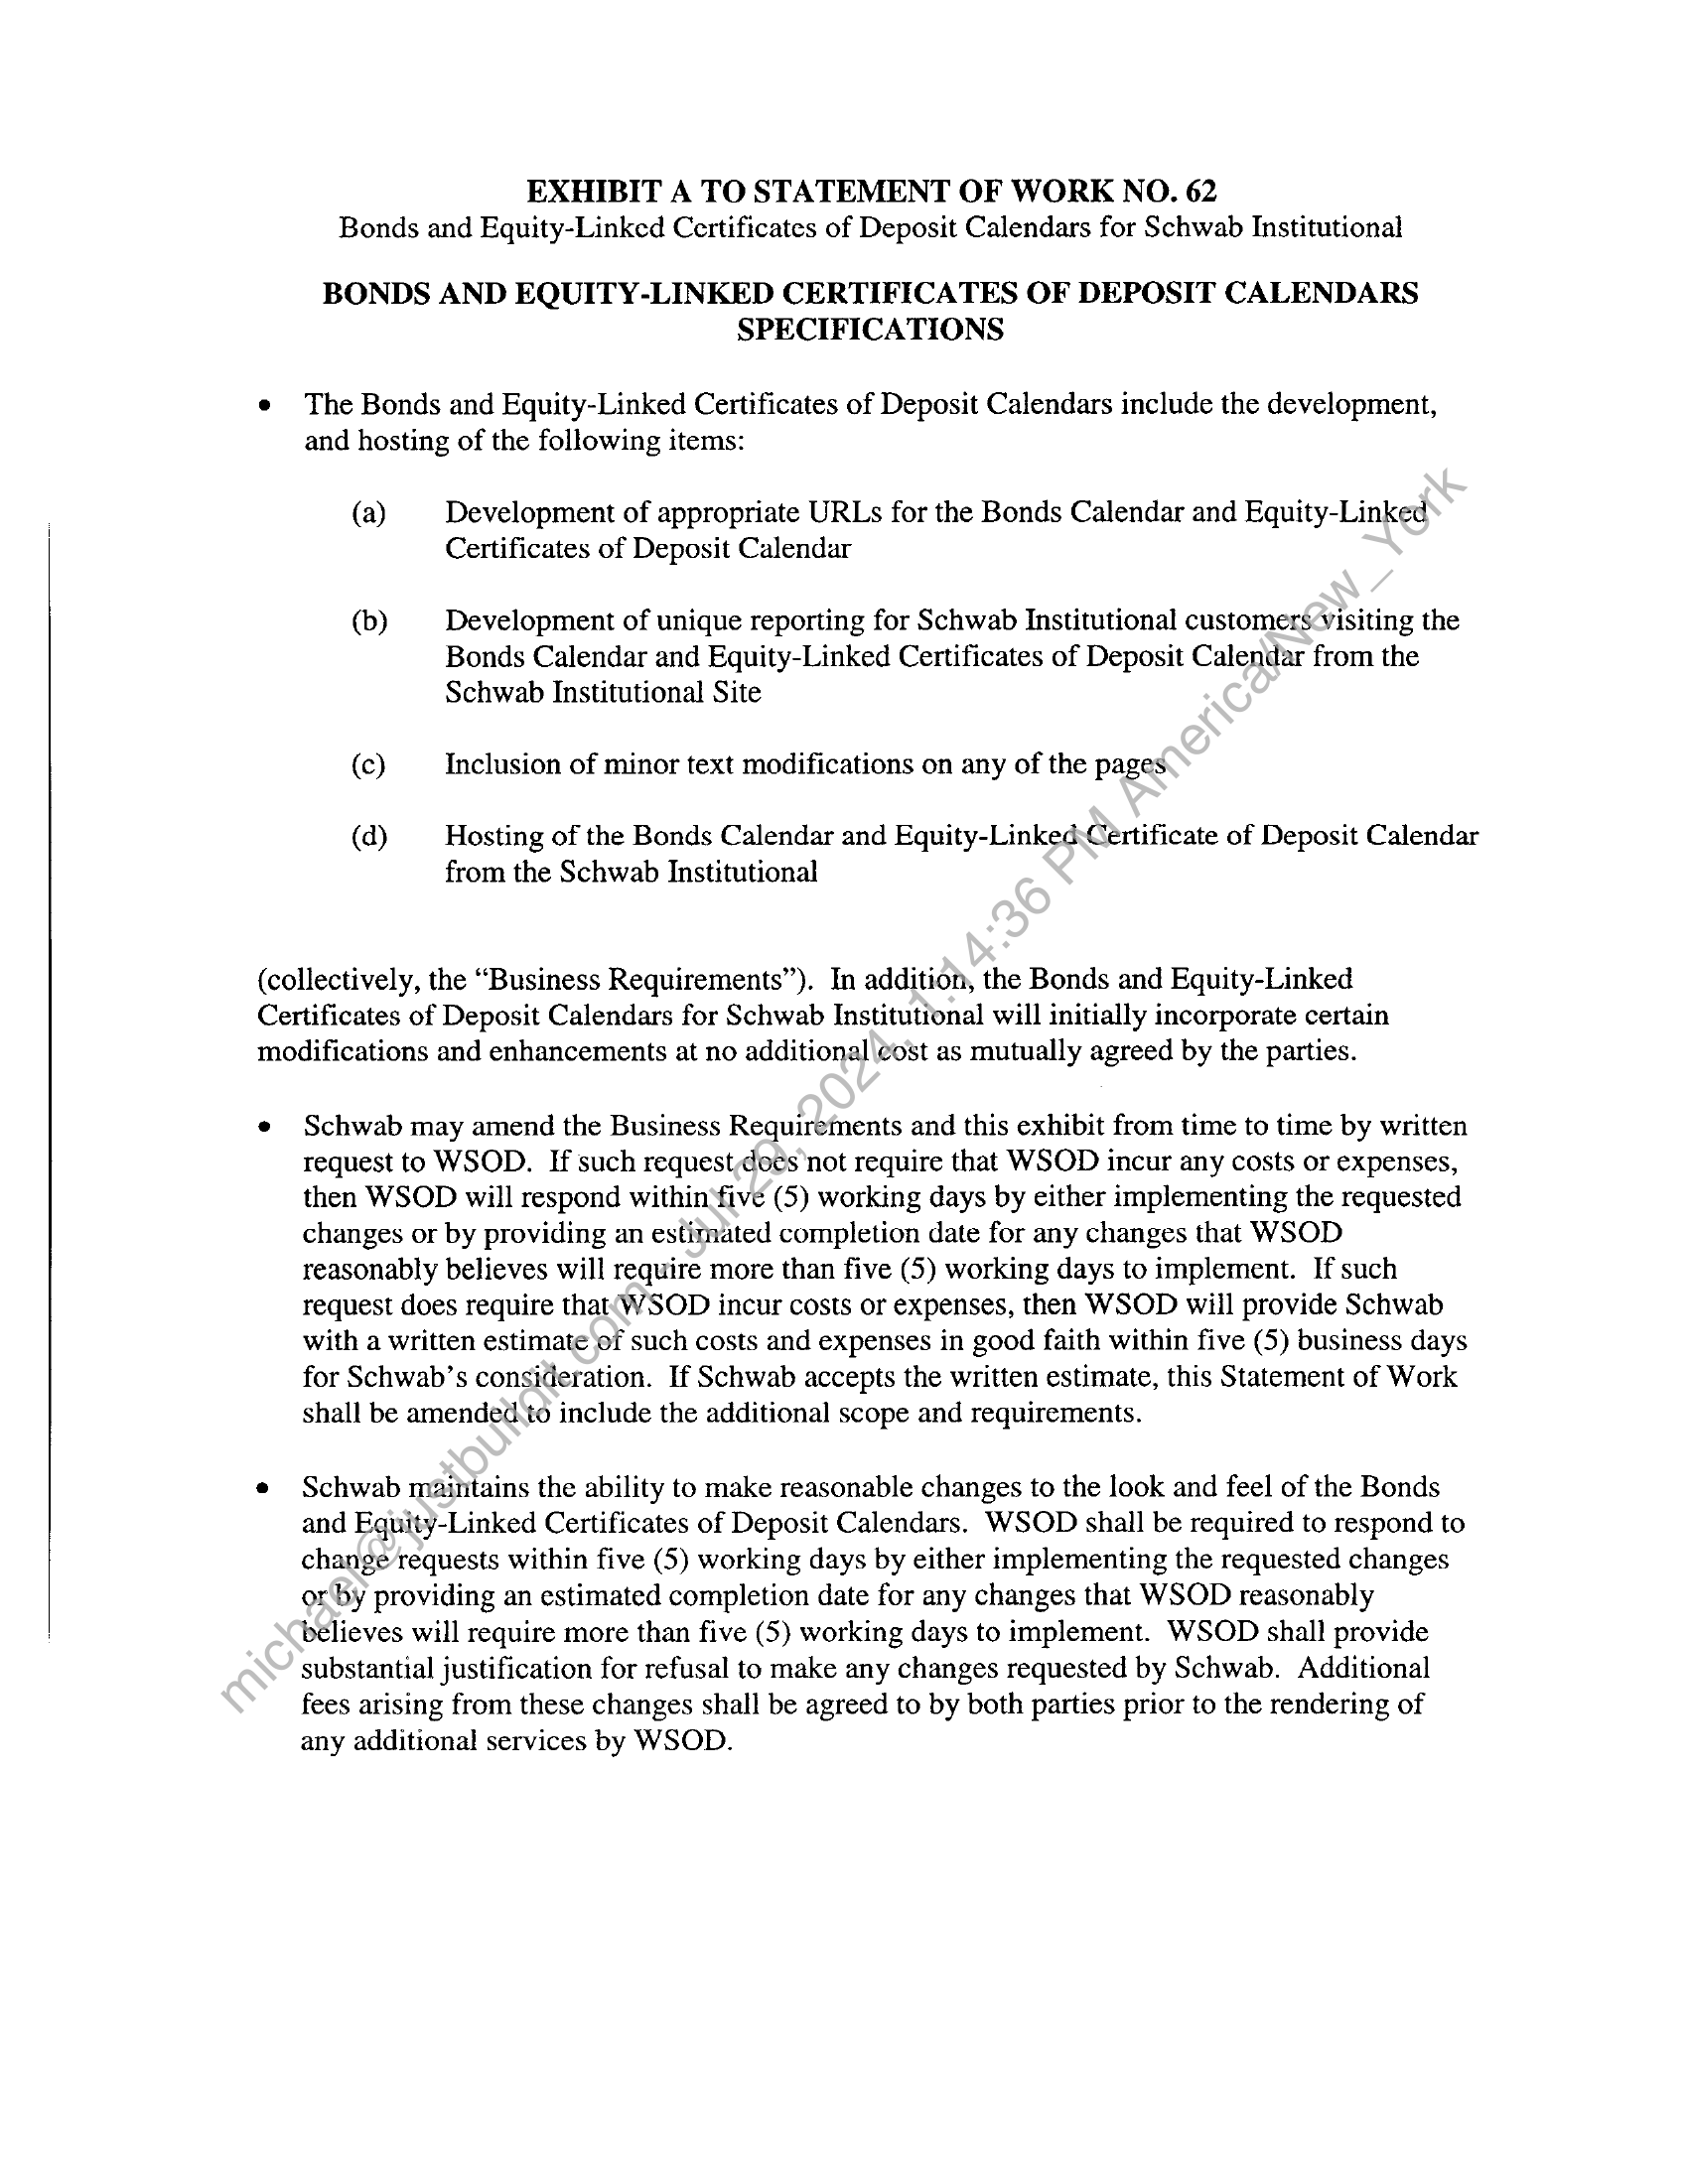 EXHIBIT A TO STATEMENT OF WORK NO. 62
Bonds and Equity-Linked Certificates of Deposit Calendars for Schwab Institutional
BONDS AND EQUITY-LINKED CERTIFICATES OF DEPOSIT CALENDARS
SPECIFICATIONS
• The Bonds and Equity-Linked Certificates of Deposit Calendars include the development,
and hosting of the following items:
(a) Development of appropriate URLs for the Bonds Calendar and Equity-Linked
Certificates of Deposit Calendar
(b) Development of unique reporting for Schwab Institutional customers visiting the
Bonds Calendar and Equity-Linked Certificates of Deposit Calendar from the
Schwab Institutional Site
(c) Inclusion of minor text modifications on any of the pages
(d) Hosting of the Bonds Calendar and Equity-Linked Certificate of Deposit Calendar
from the Schwab Institutional
(collectively, the “Business Requirements”). In addition, the Bonds and Equity-Linked
Certificates of Deposit Calendars for Schwab Institutional will initially incorporate certain
modifications and enhancements at no additional cost as mutually agreed by the parties.
• Schwab may amend the Business Requirements and this exhibit from time to time by written
request to WSOD. If such request does not require that WSOD incur any costs or expenses,
then WSOD will respond within five (5) working days by either implementing the requested
changes or by providing an estimated completion date for any changes that WSOD
reasonably believes will require more than five (5) working days to implement. If such
request does require that WSOD incur costs or expenses, then WSOD will provide Schwab
with a written estimate of such costs and expenses in good faith within five (5) business days
for Schwab’s consideration. If Schwab accepts the written estimate, this Statement of Work
shall be amended to include the additional scope and requirements.
• Schwab maintains the ability to make reasonable changes to the look and feel of the Bonds
and Equity-Linked Certificates of Deposit Calendars. WSOD shall be required to respond to
change requests within five (5) working days by either implementing the requested changes
or by providing an estimated completion date for any changes that WSOD reasonably
believes will require more than five (5) working days to implement. WSOD shall provide
substantial justification for refusal to make any changes requested by Schwab. Additional
fees arising from these changes shall be agreed to by both parties prior to the rendering of
any additional services by WSOD.
michael@justbuildit.com - Jul 29, 2024, 1:14:36 PM America/New_York